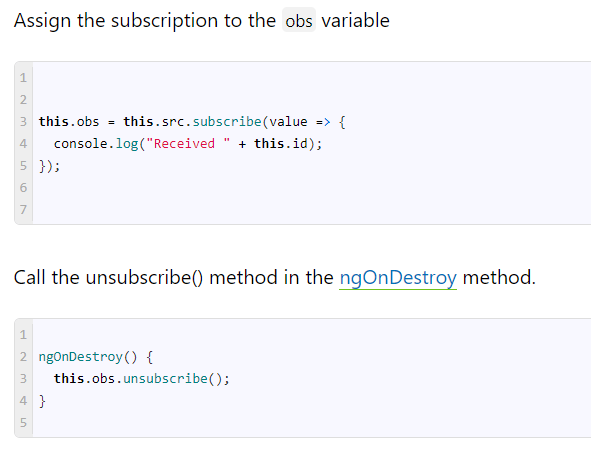 Assign the subscription to the obs variable
1
2
3 this.obs = this.src.subscribe(value => {
4   console.log("Received " + this.id);
5 });
6
7
Call the unsubscribe() method in the ngOnDestroy method.
1
2 ngOnDestroy() {
3   this.obs.unsubscribe();
4 }
5